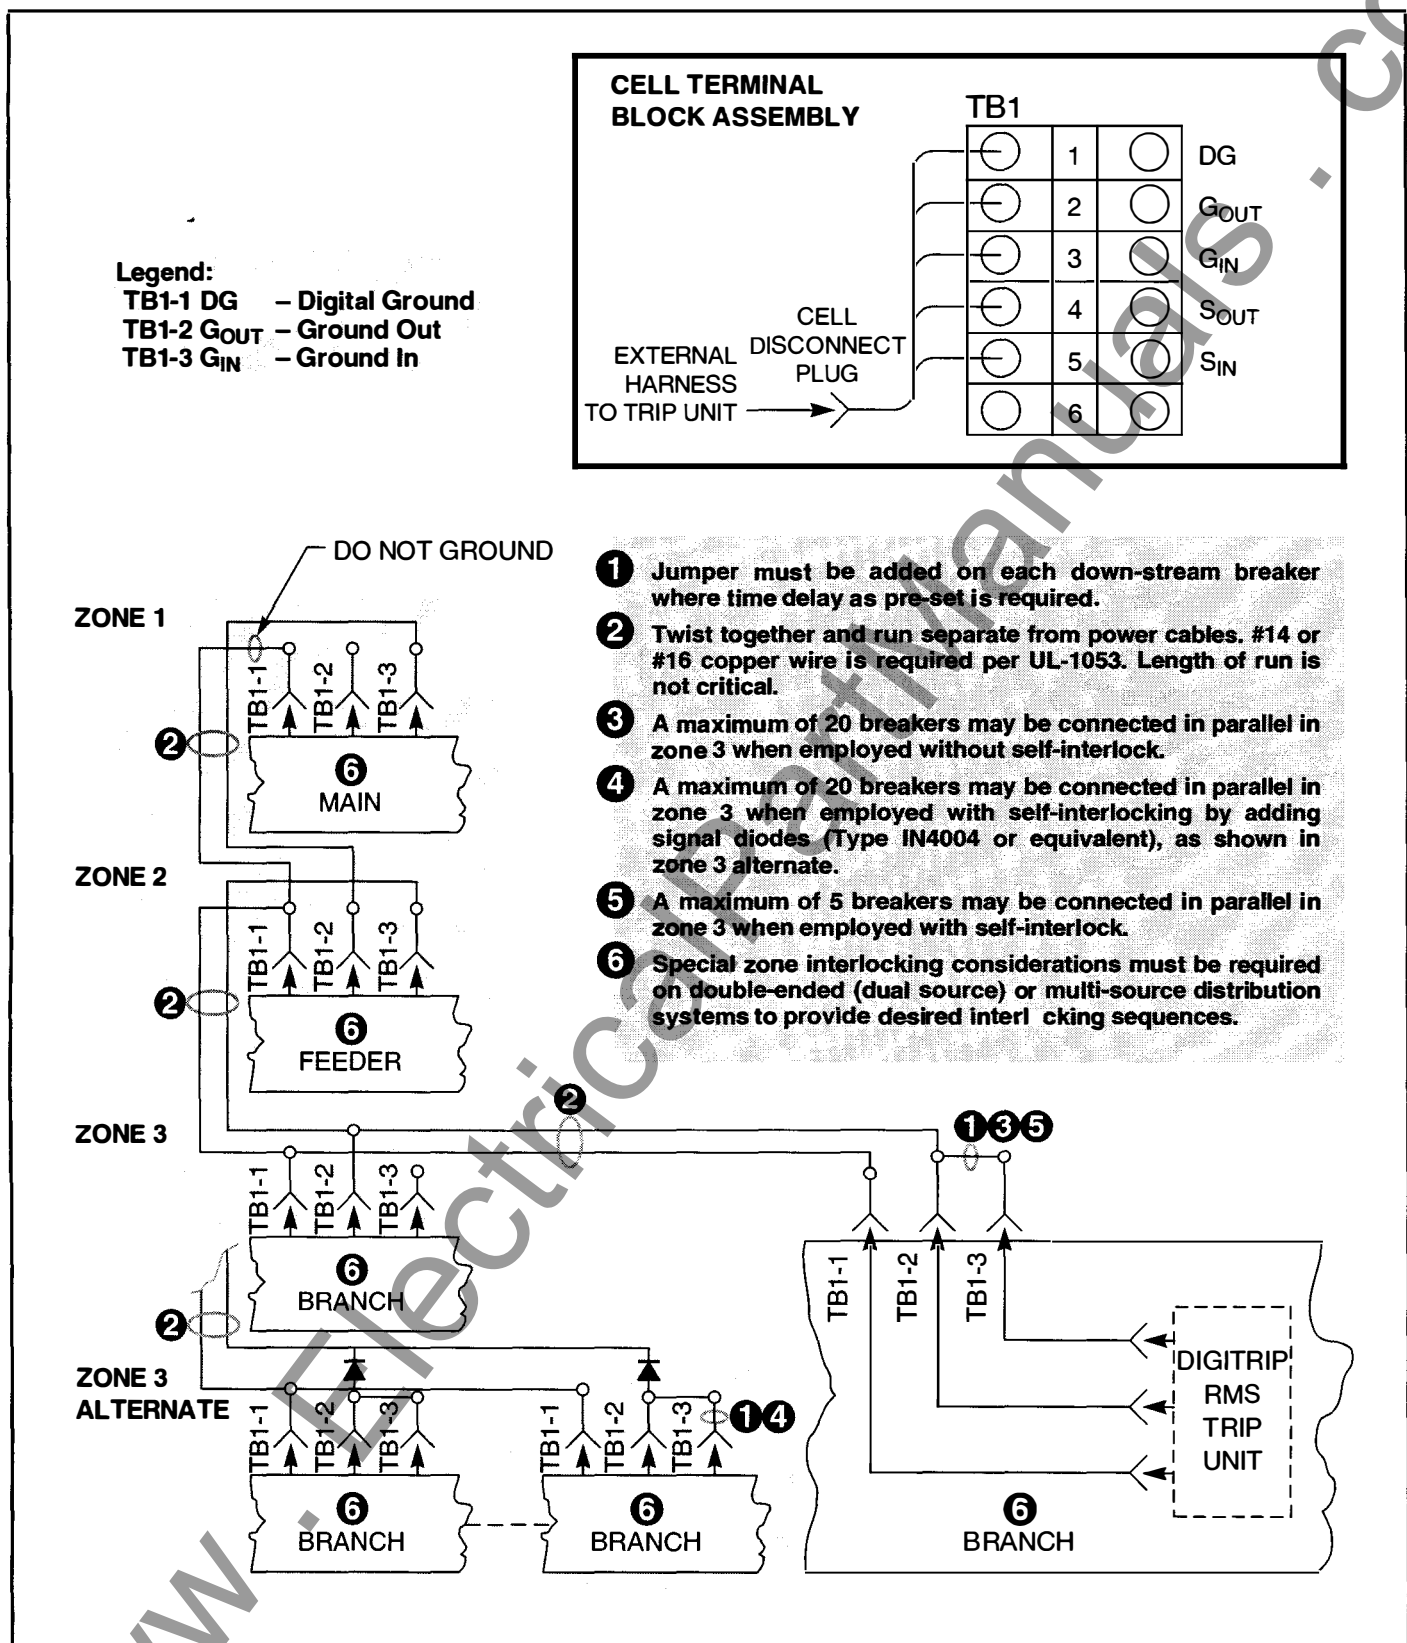 CELL TERMINAL
BLOCK ASSEMBLY
TB1
1 DG
2 GOUT
3 GIN
4 SOUT
5 SIN
6
CELL
DISCONNECT
PLUG
EXTERNAL
HARNESS
TO TRIP UNIT
Legend:
TB1-1 DG – Digital Ground
TB1-2 GOUT – Ground Out
TB1-3 GIN – Ground In
DO NOT GROUND
ZONE 1
TB1-1
TB1-2
TB1-3
2
6
MAIN
ZONE 2
TB1-1
TB1-2
TB1-3
2
6
FEEDER
2
ZONE 3
TB1-1
TB1-2
TB1-3
6
BRANCH
2
ZONE 3
ALTERNATE
TB1-1
TB1-2
TB1-3
6
BRANCH
TB1-1
TB1-2
TB1-3
1 4
6
BRANCH
1 3 5
TB1-1
TB1-2
TB1-3
DIGITRIP
RMS
TRIP
UNIT
6
BRANCH
1 Jumper must be added on each down-stream breaker
where time delay as pre-set is required.
2 Twist together and run separate from power cables. #14 or
#16 copper wire is required per UL-1053. Length of run is
not critical.
3 A maximum of 20 breakers may be connected in parallel in
zone 3 when employed without self-interlock.
4 A maximum of 20 breakers may be connected in parallel in
zone 3 when employed with self-interlocking by adding
signal diodes (Type IN4004 or equivalent), as shown in
zone 3 alternate.
5 A maximum of 5 breakers may be connected in parallel in
zone 3 when employed with self-interlock.
6 Special zone interlocking considerations must be required
on double-ended (dual source) or multi-source distribution
systems to provide desired interl cking sequences.
w . ElectricalPartManuals . co